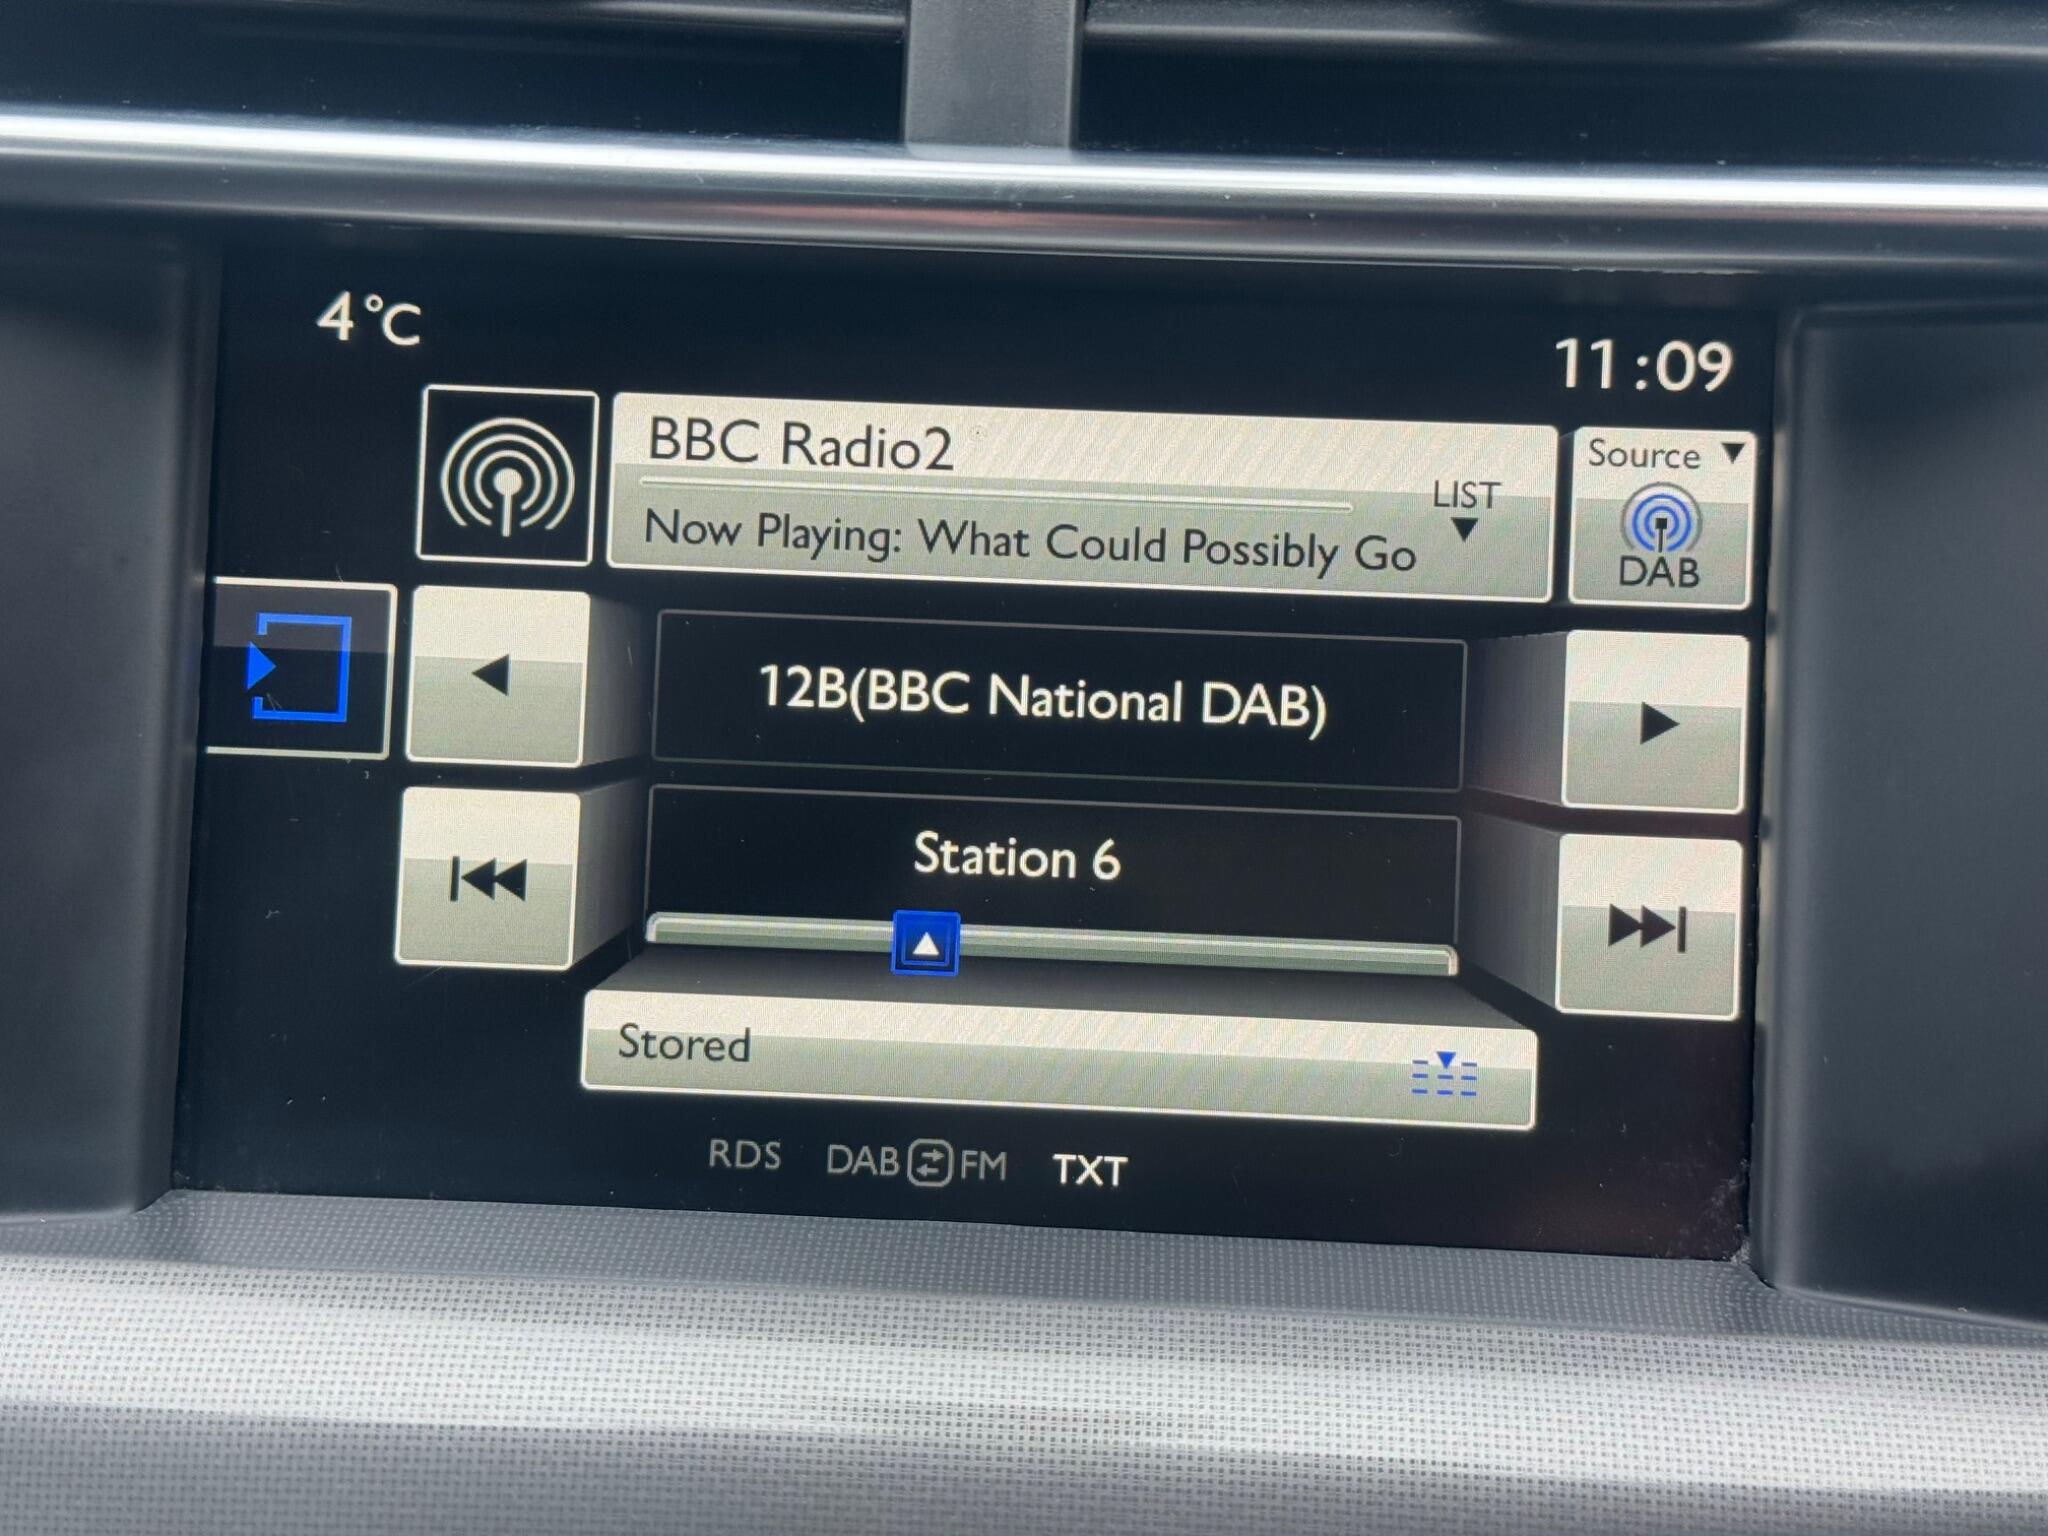 4°C
11:09
BBC Radio2
Now Playing: What Could Possibly Go
LIST
Source
DAB
12B(BBC National DAB)
Station 6
Stored
RDS DAB FM TXT